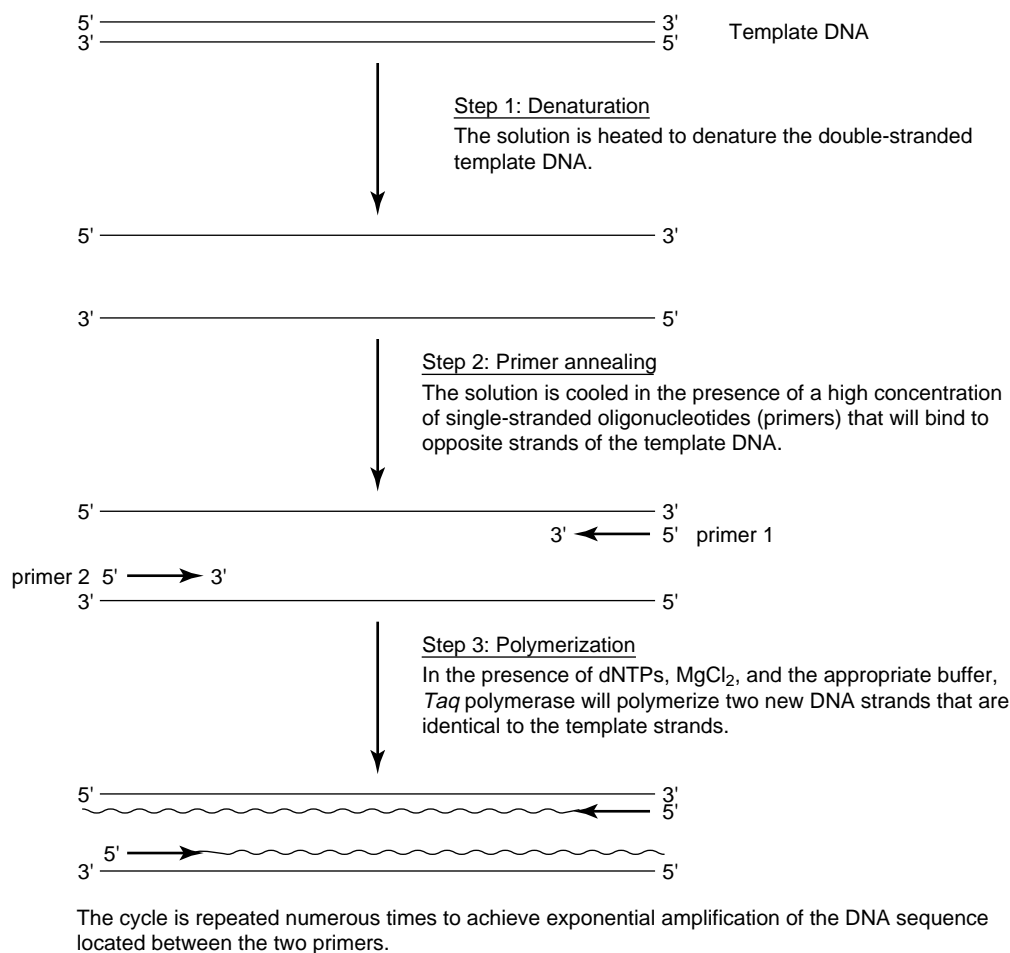 5' 3'
3' 5' Template DNA
Step 1: Denaturation
The solution is heated to denature the double-stranded
template DNA.
5' 3'
3' 5'
Step 2: Primer annealing
The solution is cooled in the presence of a high concentration
of single-stranded oligonucleotides (primers) that will bind to
opposite strands of the template DNA.
5' 3'
3' 5' primer 1
primer 2 5' 3'
3' 5'
Step 3: Polymerization
In the presence of dNTPs, MgCl₂, and the appropriate buffer,
Taq polymerase will polymerize two new DNA strands that are
identical to the template strands.
5' 3'
5'
5'
3' 5'
The cycle is repeated numerous times to achieve exponential amplification of the DNA sequence
located between the two primers.